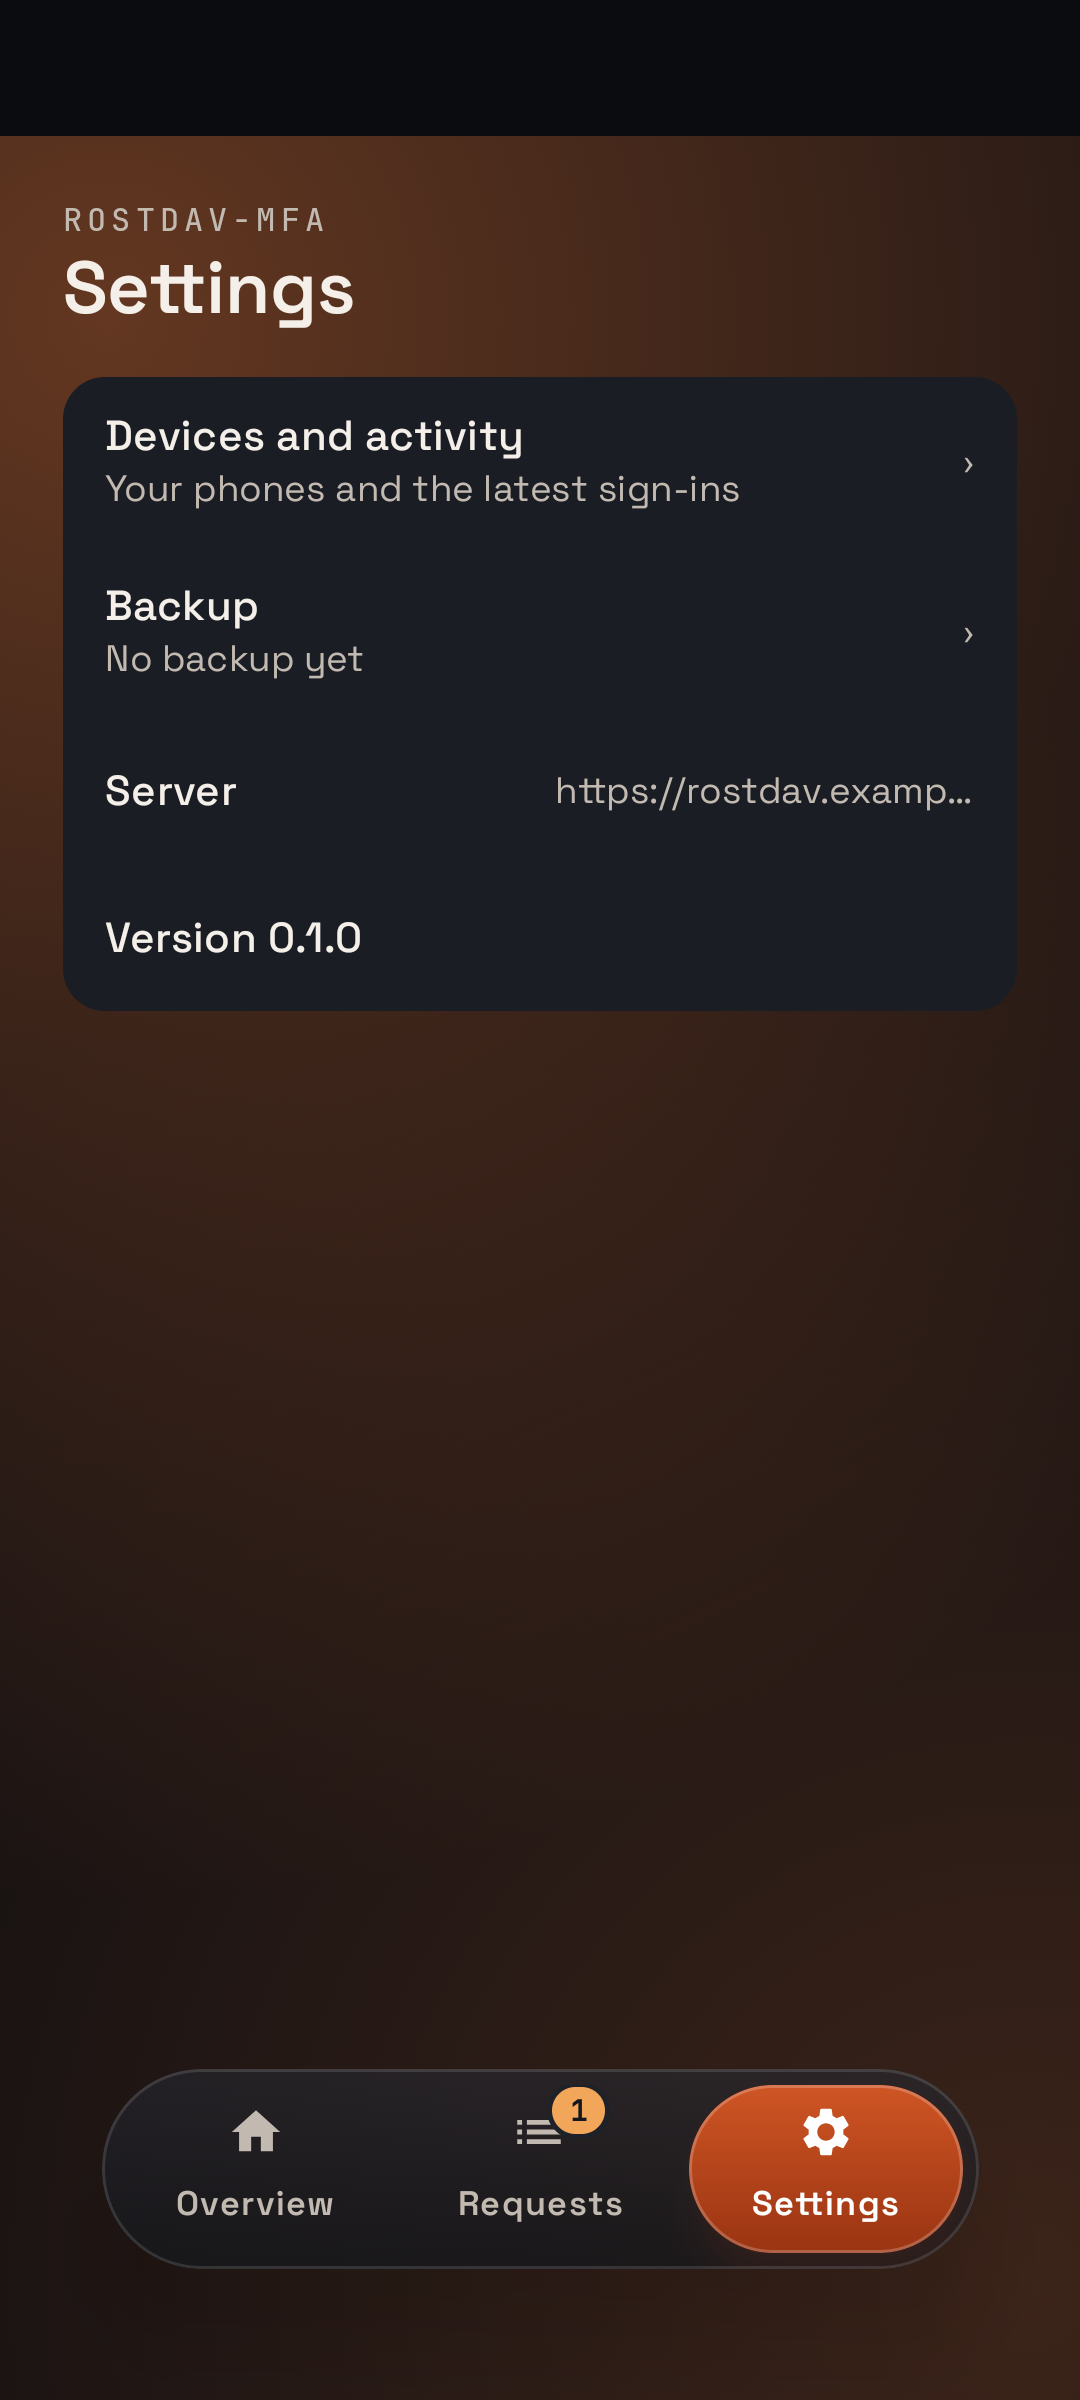 ROSTDAV-MFA
Settings
Devices and activity
Your phones and the latest sign-ins
›
Backup
No backup yet
›
Server https://rostdav.examp…
Version 0.1.0
1
Overview Requests Settings